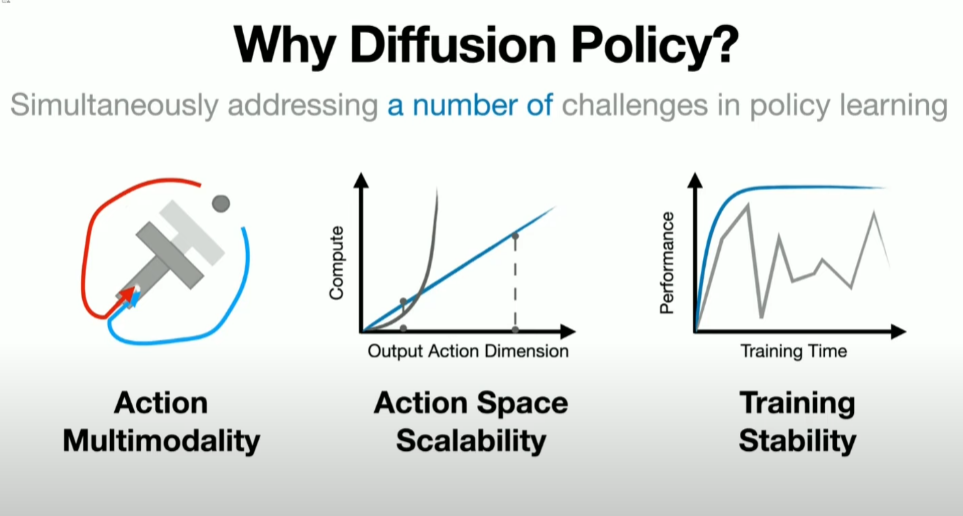 Why Diffusion Policy?
Simultaneously addressing a number of challenges in policy learning
Compute
Output Action Dimension
Performance
Training Time
Action
Multimodality
Action Space
Scalability
Training
Stability